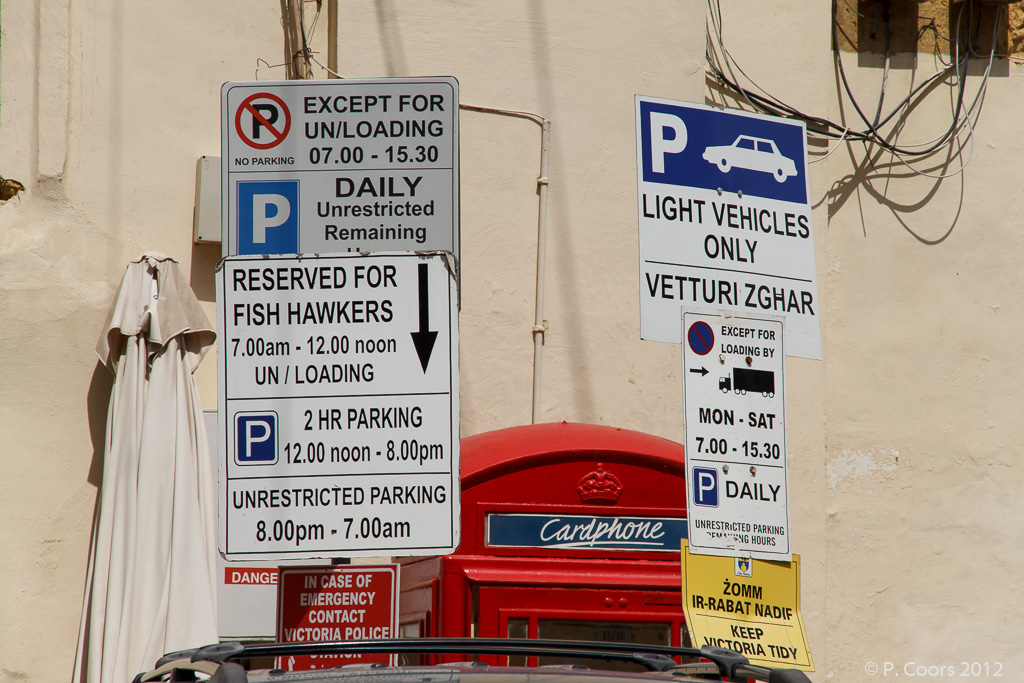 P
NO PARKING
EXCEPT FOR
UN/LOADING
07.00 - 15.30
P
DAILY
Unrestricted
Remaining
RESERVED FOR
FISH HAWKERS
7.00am - 12.00 noon
UN / LOADING
P
2 HR PARKING
12.00 noon - 8.00pm
UNRESTRICTED PARKING
8.00pm - 7.00am
DANGE
IN CASE OF
EMERGENCY
CONTACT
VICTORIA POLICE
STATION
Cardphone
P
LIGHT VEHICLES
ONLY
VETTURI ZGHAR
EXCEPT FOR
LOADING BY
MON - SAT
7.00 - 15.30
P DAILY
UNRESTRICTED PARKING
REMAINING HOURS
ŻOMM
IR-RABAT NADIF
KEEP
VICTORIA TIDY
© P. Coors 2012